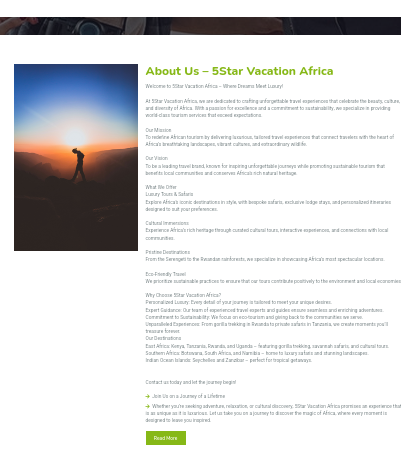 About Us – 5Star Vacation Africa
Welcome to 5Star Vacation Africa – Where Dreams Meet Luxury!
At 5Star Vacation Africa, we are dedicated to crafting unforgettable travel experiences that celebrate the beauty, culture,
and diversity of Africa. With a passion for excellence and a commitment to sustainability, we specialize in providing
world-class tourism services that exceed expectations.
Our Mission
To redefine African tourism by delivering luxurious, tailored travel experiences that connect travelers with the heart of
Africa's breathtaking landscapes, vibrant cultures, and extraordinary wildlife.
Our Vision
To be a leading travel brand, known for inspiring unforgettable journeys while promoting sustainable tourism that
benefits local communities and conserves Africa's rich natural heritage.
What We Offer
Luxury Tours & Safaris
Explore Africa's iconic destinations in style, with bespoke safaris, exclusive lodge stays, and personalized itineraries
designed to suit your preferences.
Cultural Immersions
Experience Africa's rich heritage through curated cultural tours, interactive experiences, and connections with local
communities.
Pristine Destinations
From the Serengeti to the Rwandan rainforests, we specialize in showcasing Africa's most spectacular locations.
Eco-Friendly Travel
We prioritize sustainable practices to ensure that our tours contribute positively to the environment and local economies.
Why Choose 5Star Vacation Africa?
Personalized Luxury: Every detail of your journey is tailored to meet your unique desires.
Expert Guidance: Our team of experienced travel experts and guides ensure seamless and enriching adventures.
Commitment to Sustainability: We focus on eco-tourism and giving back to the communities we serve.
Unparalleled Experiences: From gorilla trekking in Rwanda to private safaris in Tanzania, we create moments you'll
treasure forever.
Our Destinations
East Africa: Kenya, Tanzania, Rwanda, and Uganda – featuring gorilla trekking, savannah safaris, and cultural tours.
Southern Africa: Botswana, South Africa, and Namibia – home to luxury safaris and stunning landscapes.
Indian Ocean Islands: Seychelles and Zanzibar – perfect for tropical getaways.
Contact us today and let the journey begin!
Join Us on a Journey of a Lifetime
Whether you're seeking adventure, relaxation, or cultural discovery, 5Star Vacation Africa promises an experience that
is as unique as it is luxurious. Let us take you on a journey to discover the magic of Africa, where every moment is
designed to leave you inspired.
Read More